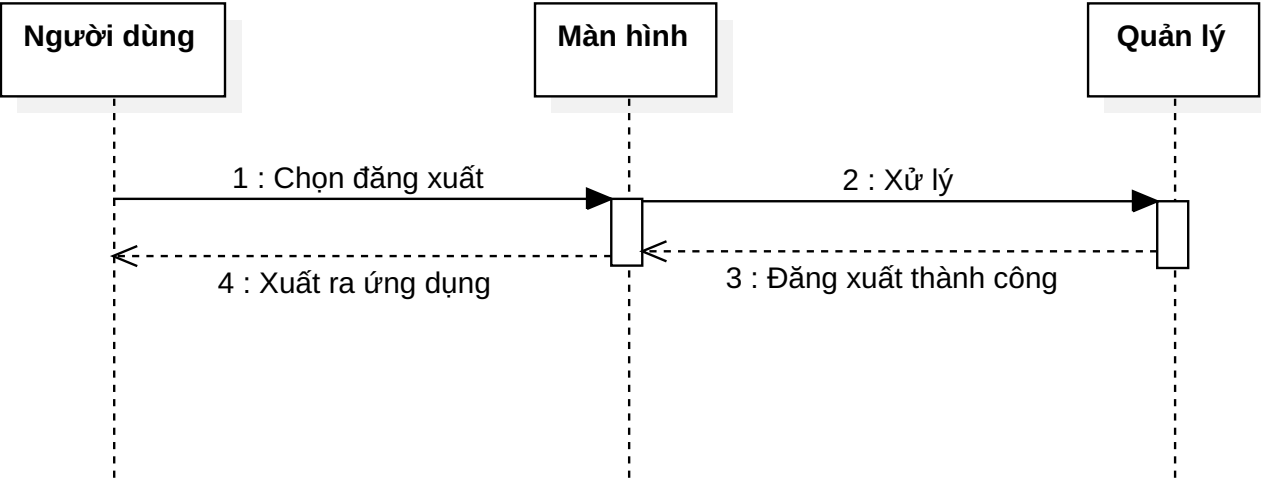 Người dùng
Màn hình
Quản lý
1 : Chọn đăng xuất
2 : Xử lý
3 : Đăng xuất thành công
4 : Xuất ra ứng dụng